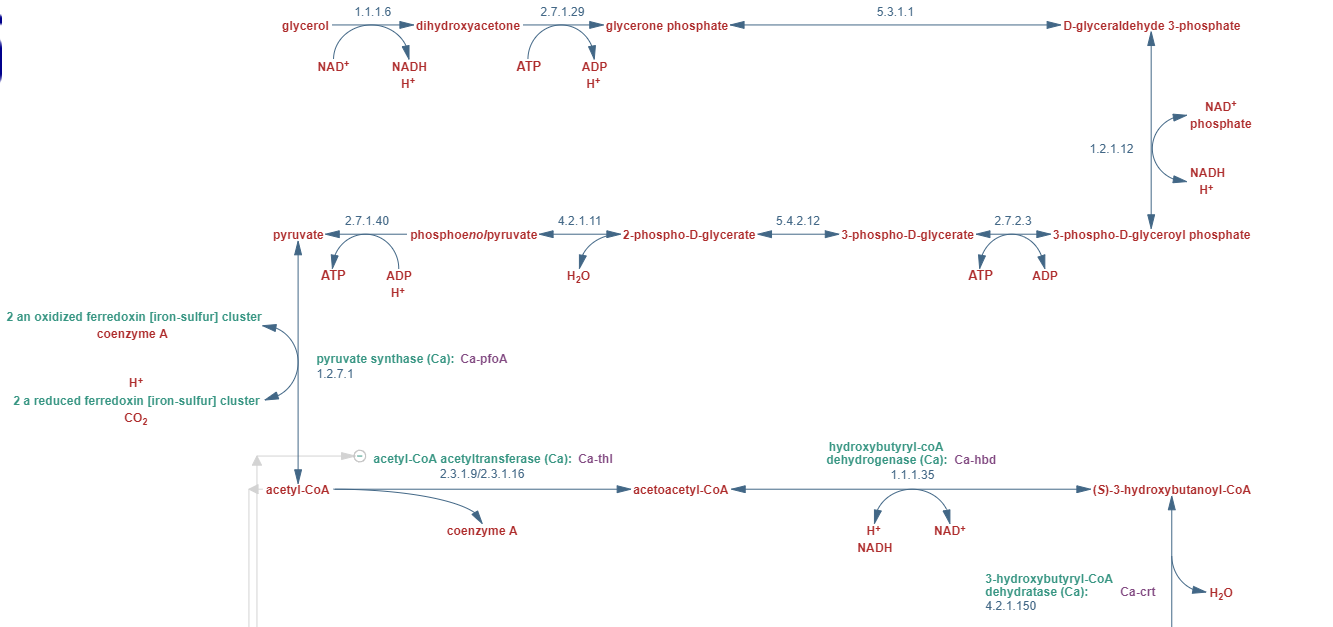 1.1.1.6
2.7.1.29
5.3.1.1
glycerol
dihydroxyacetone
glycerone phosphate
D-glyceraldehyde 3-phosphate
NAD⁺
NADH
H⁺
ATP
ADP
H⁺
NAD⁺
phosphate
1.2.1.12
NADH
H⁺
2.7.1.40
4.2.1.11
5.4.2.12
2.7.2.3
pyruvate
phosphoenolpyruvate
2-phospho-D-glycerate
3-phospho-D-glycerate
3-phospho-D-glyceroyl phosphate
ATP
ADP
H⁺
H₂O
ATP
ADP
2 an oxidized ferredoxin [iron-sulfur] cluster
coenzyme A
pyruvate synthase (Ca): Ca-pfoA
1.2.7.1
H⁺
2 a reduced ferredoxin [iron-sulfur] cluster
CO₂
acetyl-CoA acetyltransferase (Ca): Ca-thl
2.3.1.9/2.3.1.16
hydroxybutyryl-coA
dehydrogenase (Ca): Ca-hbd
1.1.1.35
acetyl-CoA
acetoacetyl-CoA
(S)-3-hydroxybutanoyl-CoA
coenzyme A
H⁺
NADH
NAD⁺
3-hydroxybutyryl-CoA
dehydratase (Ca): Ca-crt
4.2.1.150
H₂O